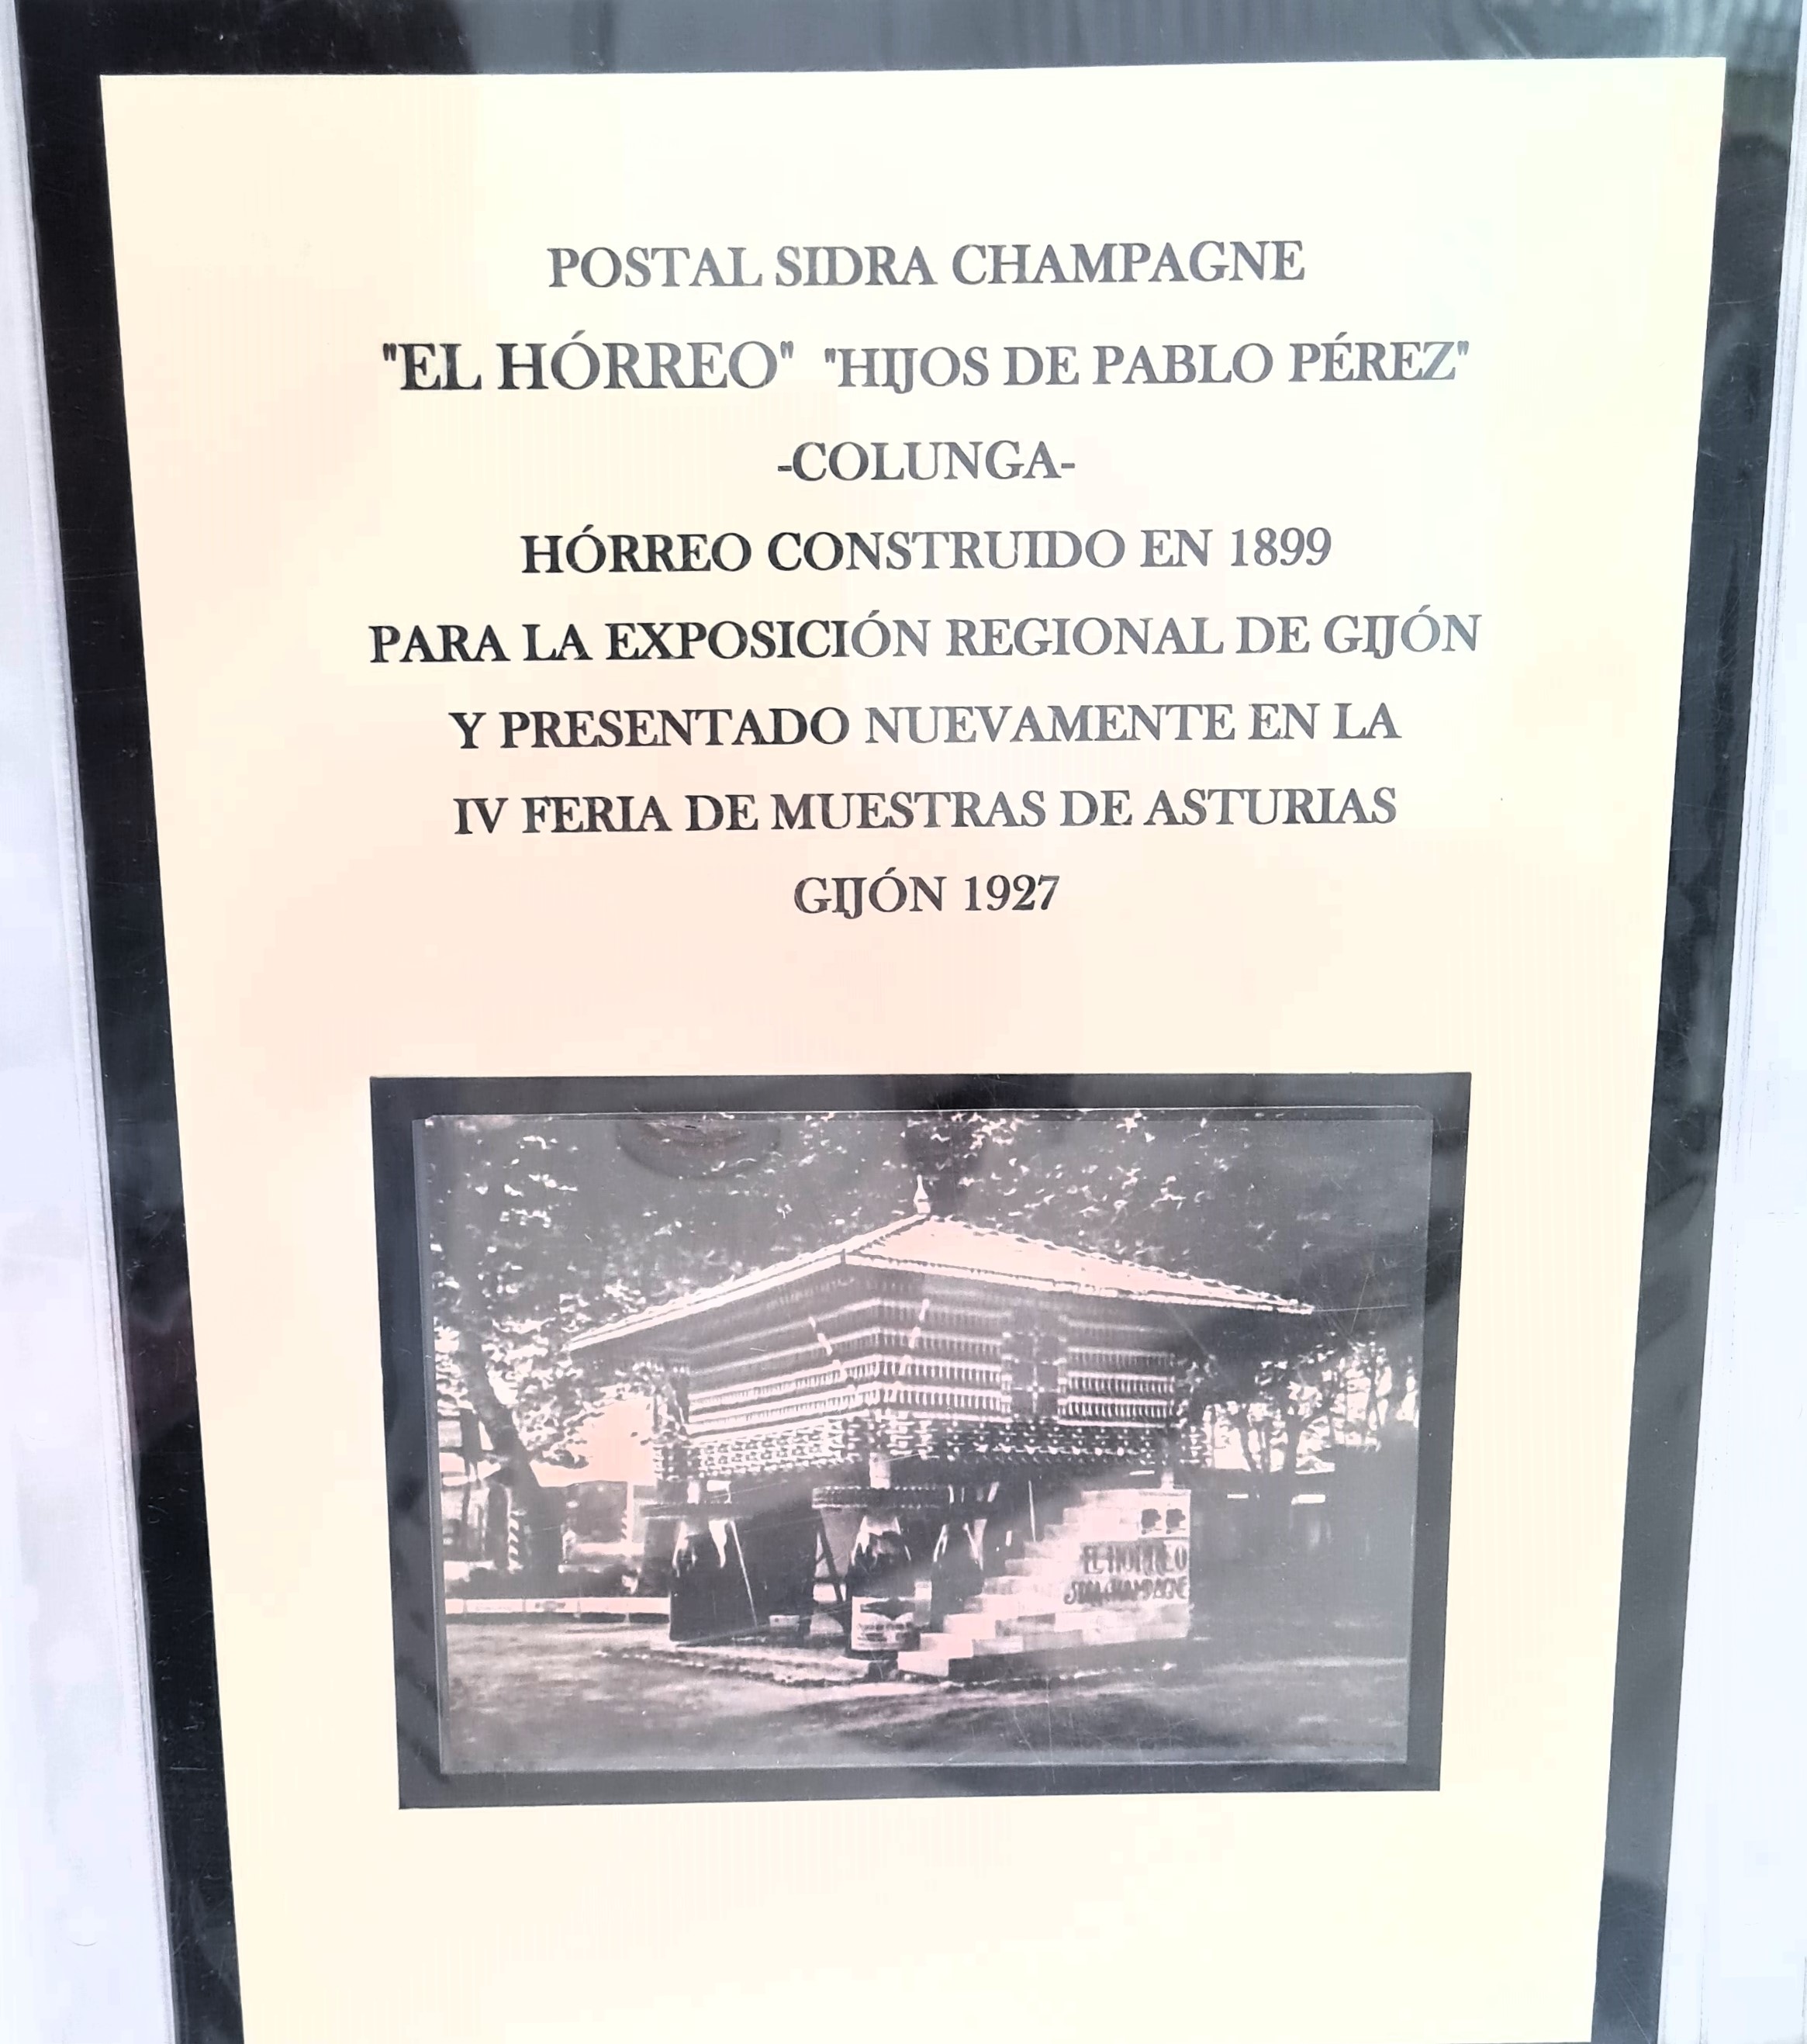 POSTAL SIDRA CHAMPAGNE
"EL HÓRREO" "HIJOS DE PABLO PÉREZ"
-COLUNGA-
HÓRREO CONSTRUIDO EN 1899
PARA LA EXPOSICIÓN REGIONAL DE GIJÓN
Y PRESENTADO NUEVAMENTE EN LA
IV FERIA DE MUESTRAS DE ASTURIAS
GIJÓN 1927
EL HÓRREO
SIDRA CHAMPAGNE